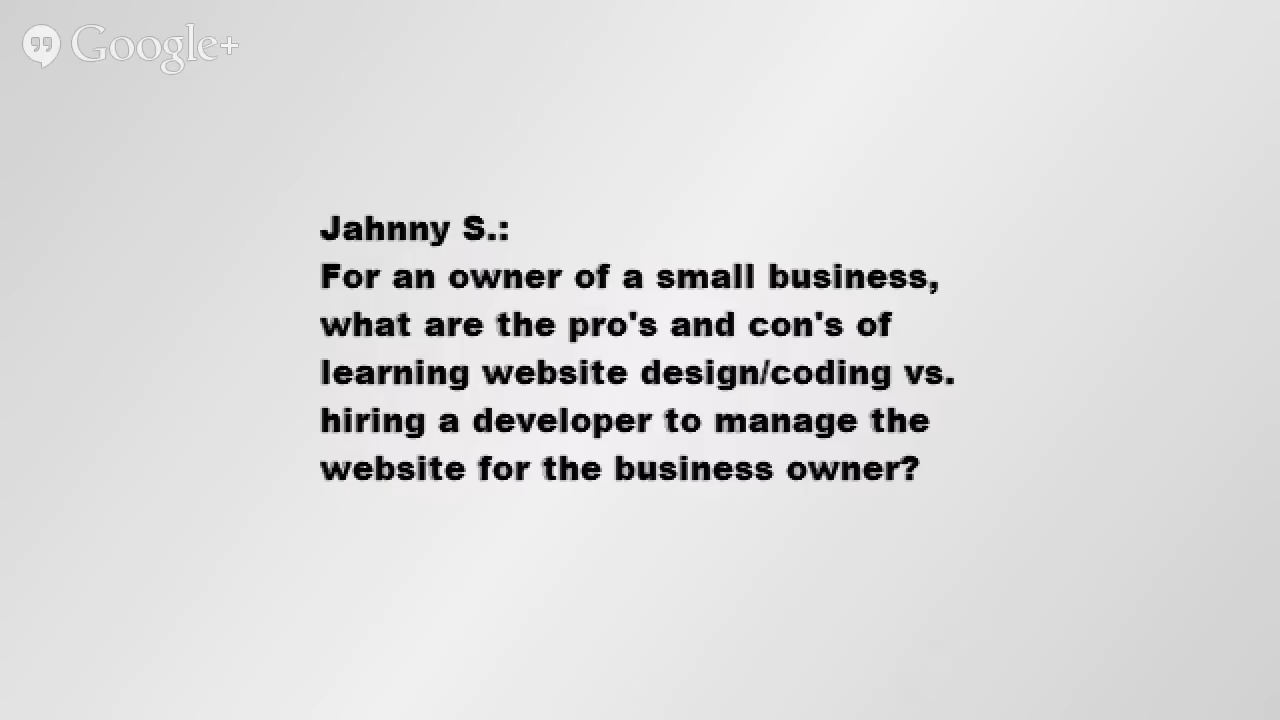 Google+
Jahnny S.:
For an owner of a small business,
what are the pro's and con's of
learning website design/coding vs.
hiring a developer to manage the
website for the business owner?